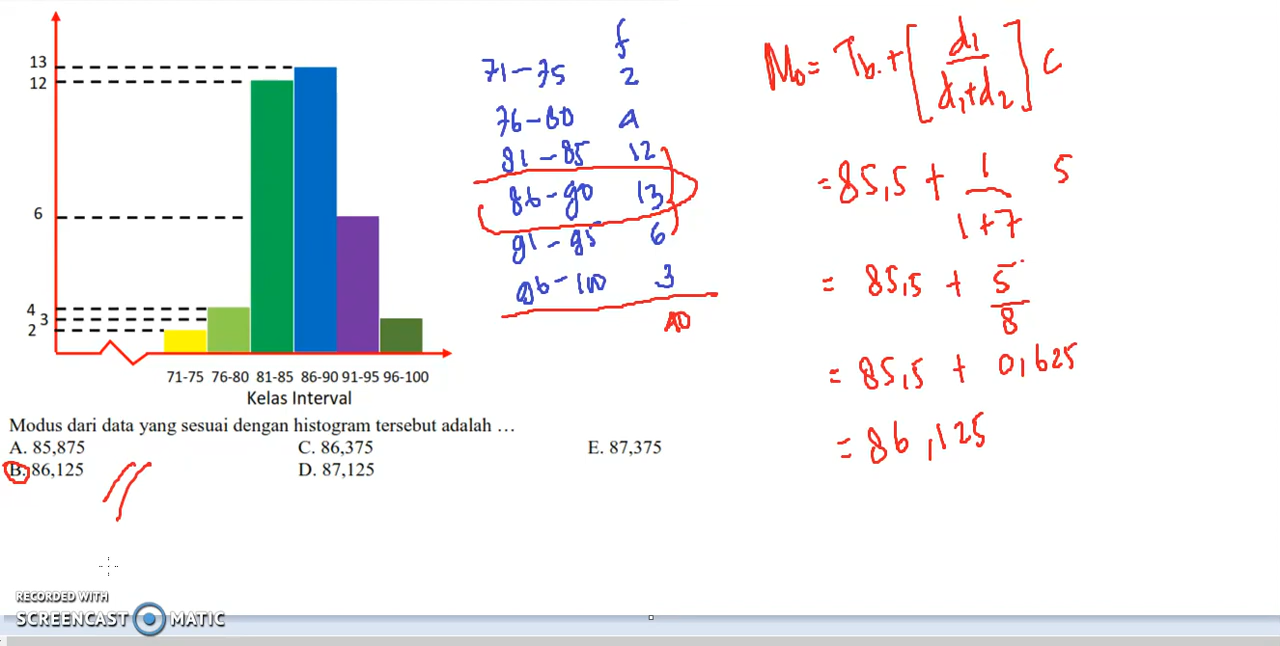 13
12
6
4
3
2
71-75 76-80 81-85 86-90 91-95 96-100
Kelas Interval
Modus dari data yang sesuai dengan histogram tersebut adalah …
A. 85,875 C. 86,375 E. 87,375
B. 86,125 D. 87,125
f
71 - 75 2
76 - 80 4
81 - 85 12
86 - 90 13
91 - 95 6
96 - 100 3
40
Mo = Tb + [ d1 / d1 + d2 ] c
= 85,5 + 1 / 1 + 7 5
= 85,5 + 5 / 8
= 85,5 + 0,625
= 86,125
RECORDED WITH
SCREENCAST MATIC